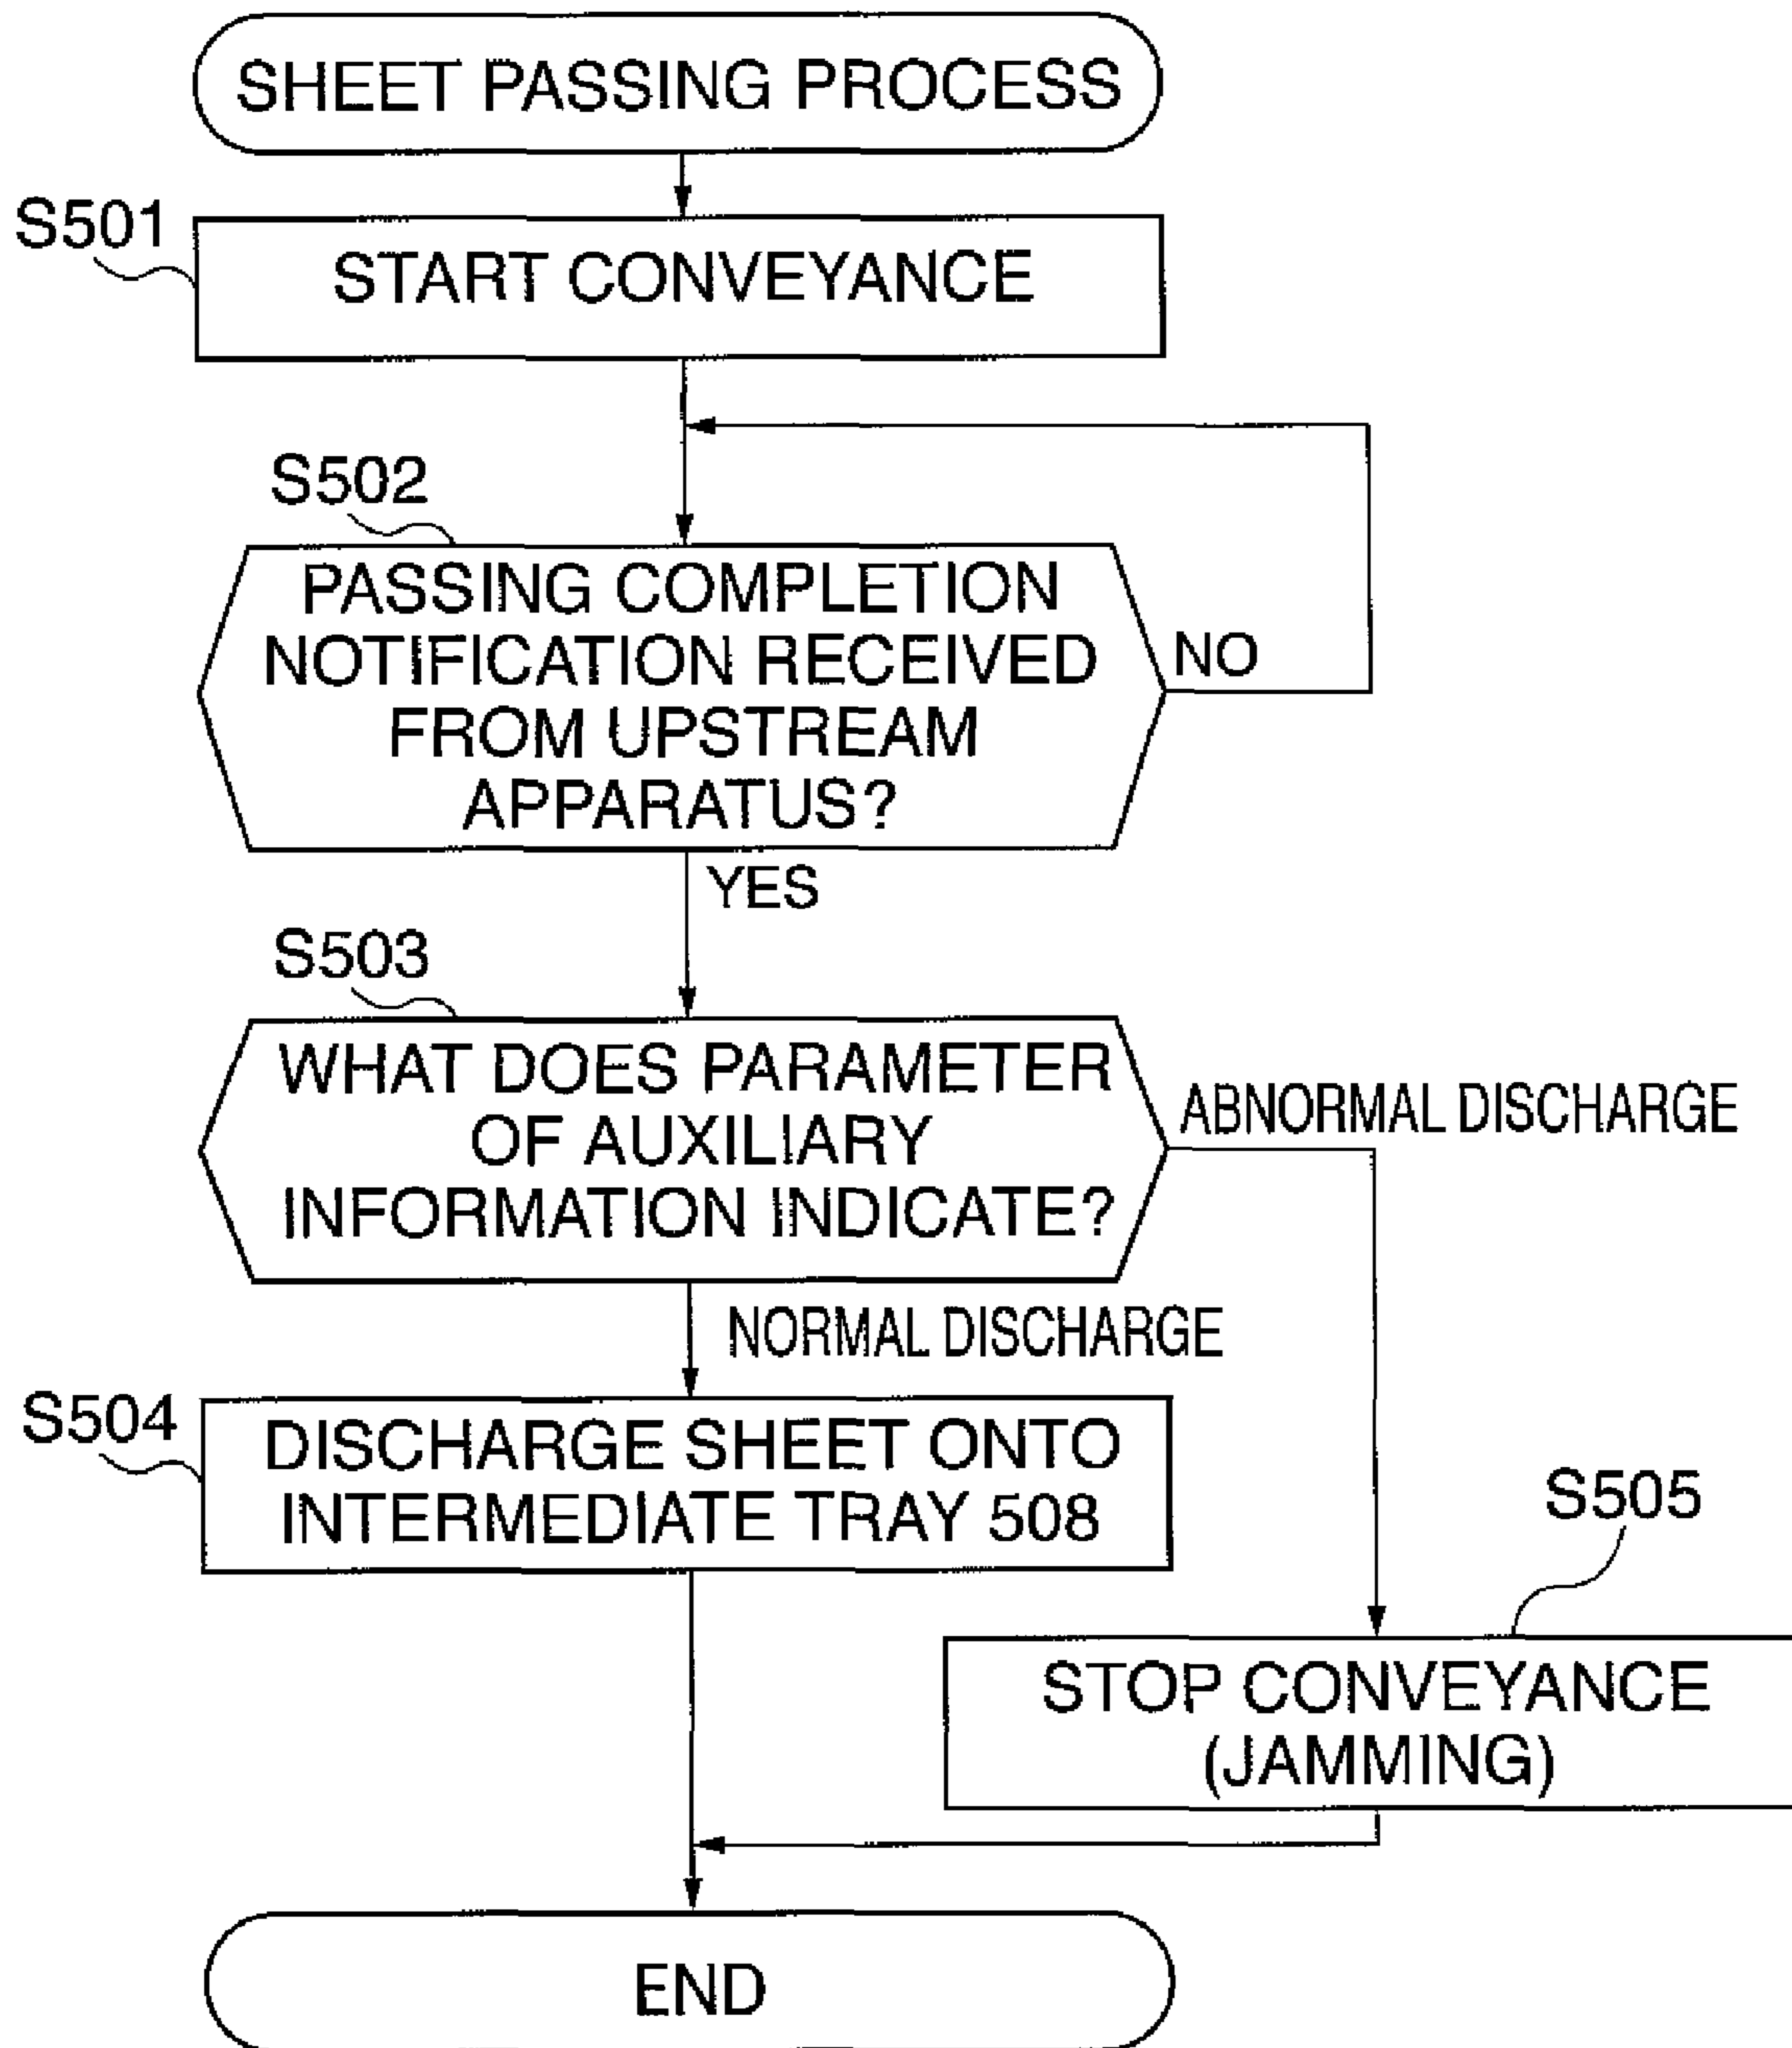 SHEET PASSING PROCESS
S501
START CONVEYANCE
S502
PASSING COMPLETION
NOTIFICATION RECEIVED
FROM UPSTREAM
APPARATUS?
NO
YES
S503
WHAT DOES PARAMETER
OF AUXILIARY
INFORMATION INDICATE?
ABNORMAL DISCHARGE
NORMAL DISCHARGE
S504
DISCHARGE SHEET ONTO
INTERMEDIATE TRAY 508
S505
STOP CONVEYANCE
(JAMMING)
END